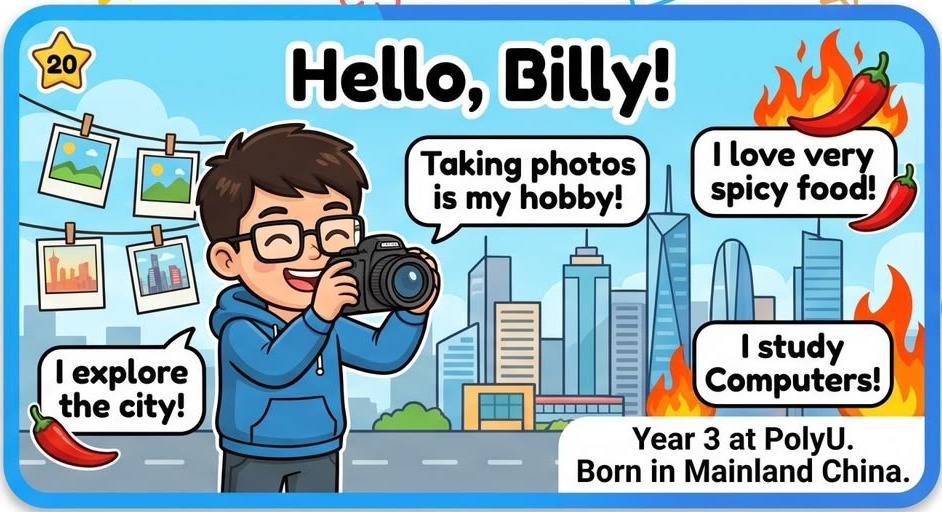 20
Hello, Billy!
Taking photos
is my hobby!
I love very
spicy food!
I explore
the city!
I study
Computers!
Year 3 at PolyU.
Born in Mainland China.